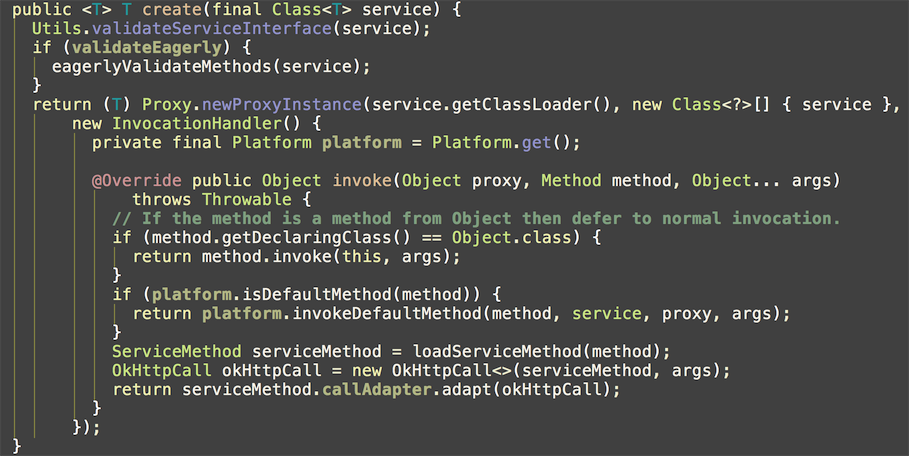 public <T> T create(final Class<T> service) {
  Utils.validateServiceInterface(service);
  if (validateEagerly) {
    eagerlyValidateMethods(service);
  }
  return (T) Proxy.newProxyInstance(service.getClassLoader(), new Class<?>[] { service },
      new InvocationHandler() {
        private final Platform platform = Platform.get();

        @Override public Object invoke(Object proxy, Method method, Object... args)
            throws Throwable {
          // If the method is a method from Object then defer to normal invocation.
          if (method.getDeclaringClass() == Object.class) {
            return method.invoke(this, args);
          }
          if (platform.isDefaultMethod(method)) {
            return platform.invokeDefaultMethod(method, service, proxy, args);
          }
          ServiceMethod serviceMethod = loadServiceMethod(method);
          OkHttpCall okHttpCall = new OkHttpCall<>(serviceMethod, args);
          return serviceMethod.callAdapter.adapt(okHttpCall);
        }
      });
}